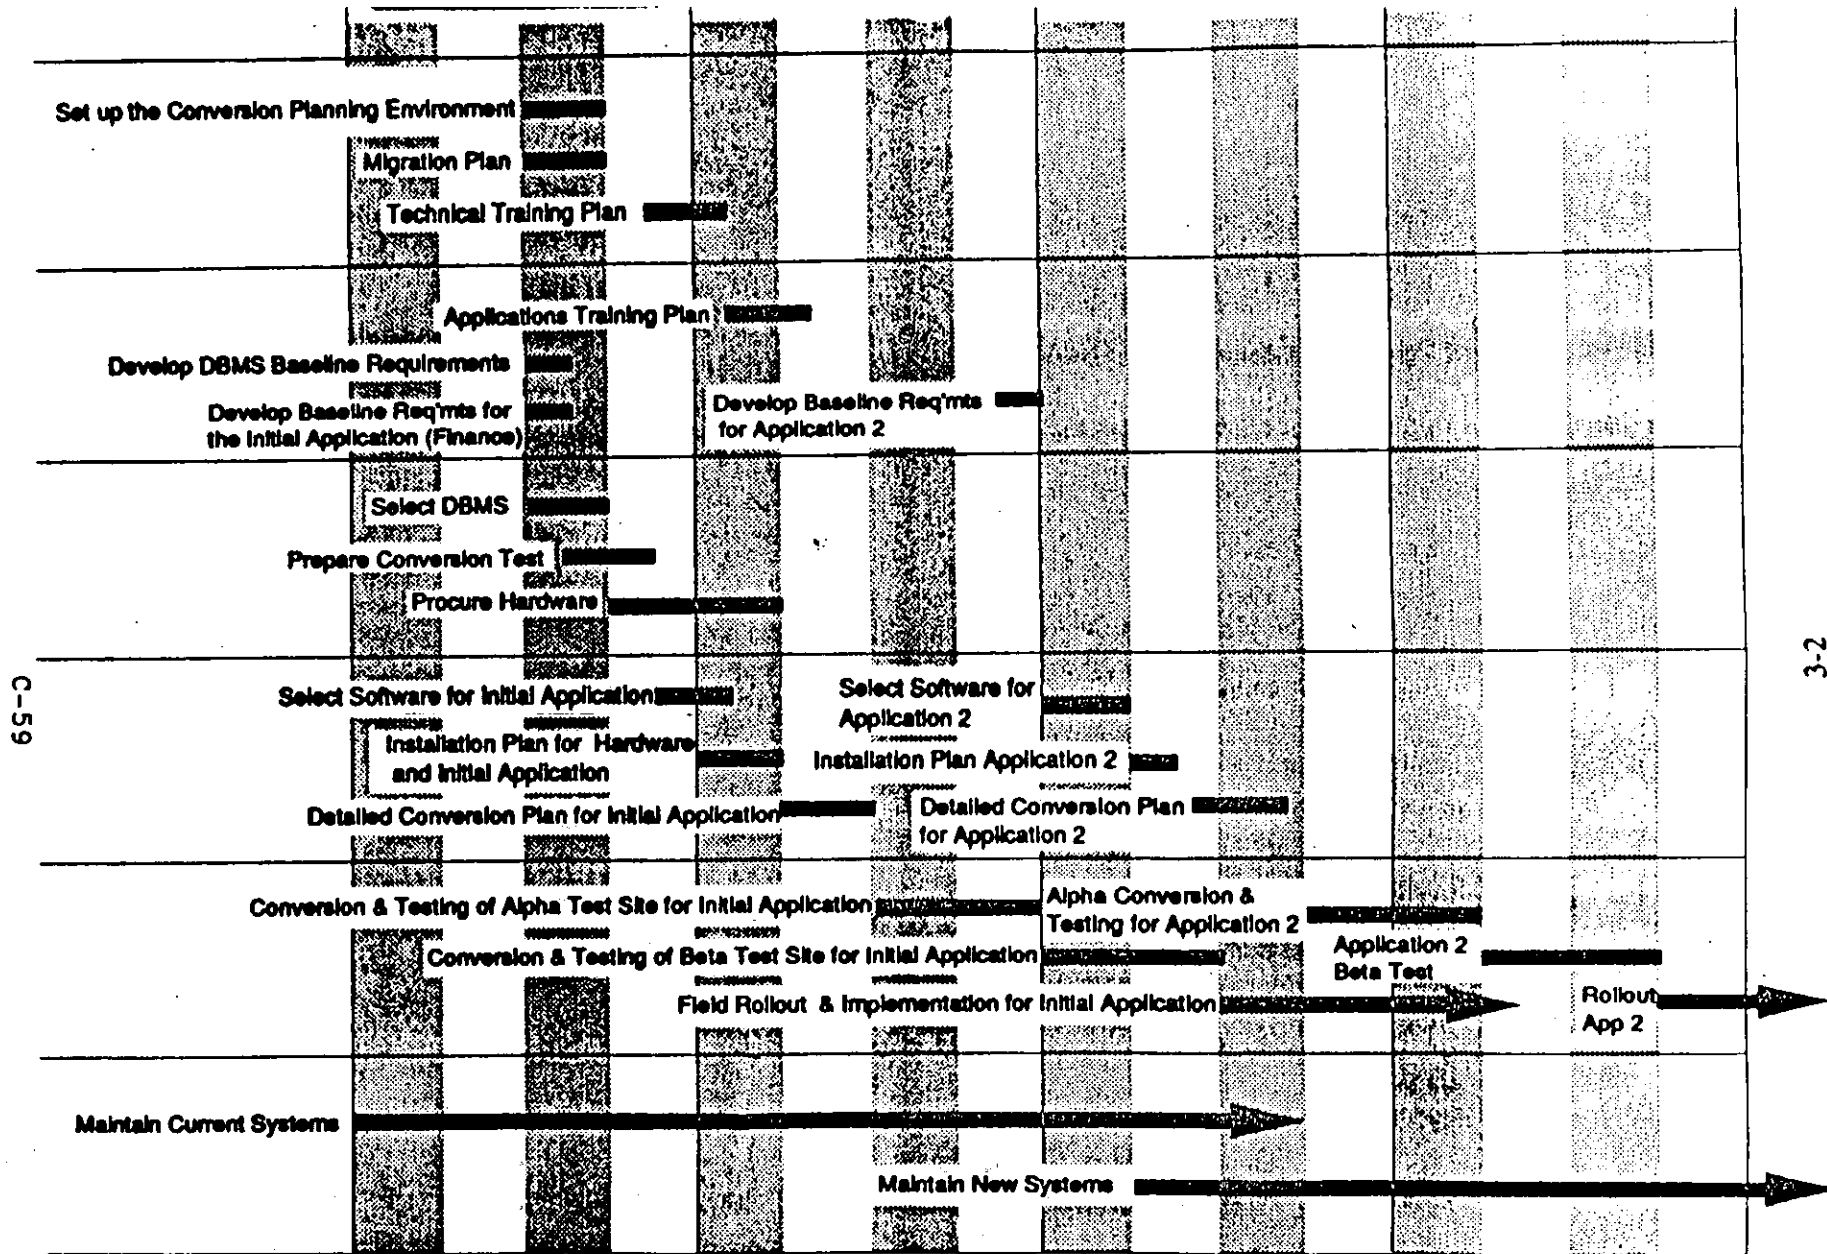 Set up the Conversion Planning Environment
Migration Plan
Technical Training Plan
Applications Training Plan
Develop DBMS Baseline Requirements
Develop Baseline Req'mts for
the Initial Application (Finance)
Develop Baseline Req'mts
for Application 2
Select DBMS
Prepare Conversion Test
Procure Hardware
Select Software for Initial Application
Select Software for
Application 2
Installation Plan for Hardware
and Initial Application
Installation Plan Application 2
Detailed Conversion Plan for Initial Application
Detailed Conversion Plan
for Application 2
Conversion & Testing of Alpha Test Site for Initial Application
Alpha Conversion &
Testing for Application 2
Conversion & Testing of Beta Test Site for Initial Application
Application 2
Beta Test
Field Rollout & Implementation for Initial Application
Rollout
App 2
Maintain Current Systems
Maintain New Systems
C-59
3-2